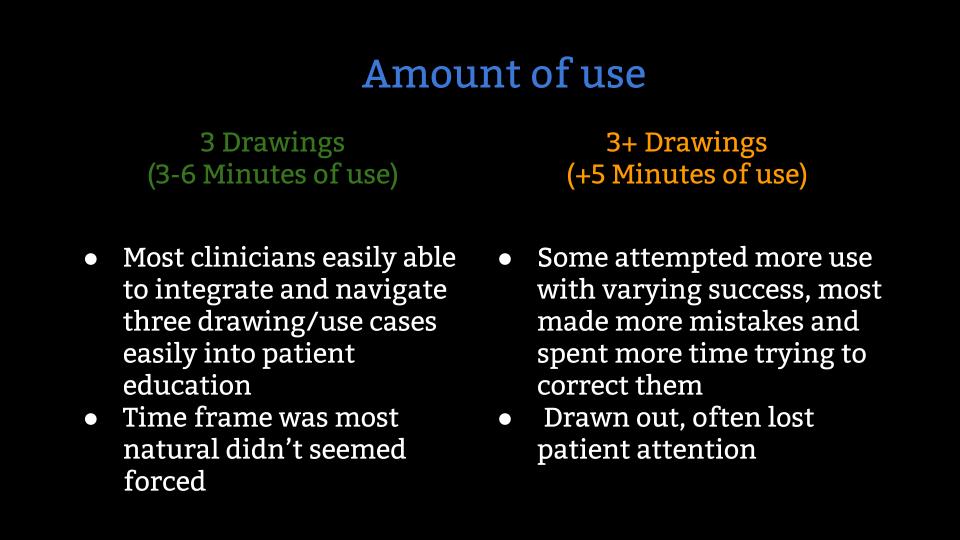 Amount of use
3 Drawings
(3-6 Minutes of use)
● Most clinicians easily able
to integrate and navigate
three drawing/use cases
easily into patient
education
● Time frame was most
natural didn’t seemed
forced
3+ Drawings
(+5 Minutes of use)
● Some attempted more use
with varying success, most
made more mistakes and
spent more time trying to
correct them
● Drawn out, often lost
patient attention